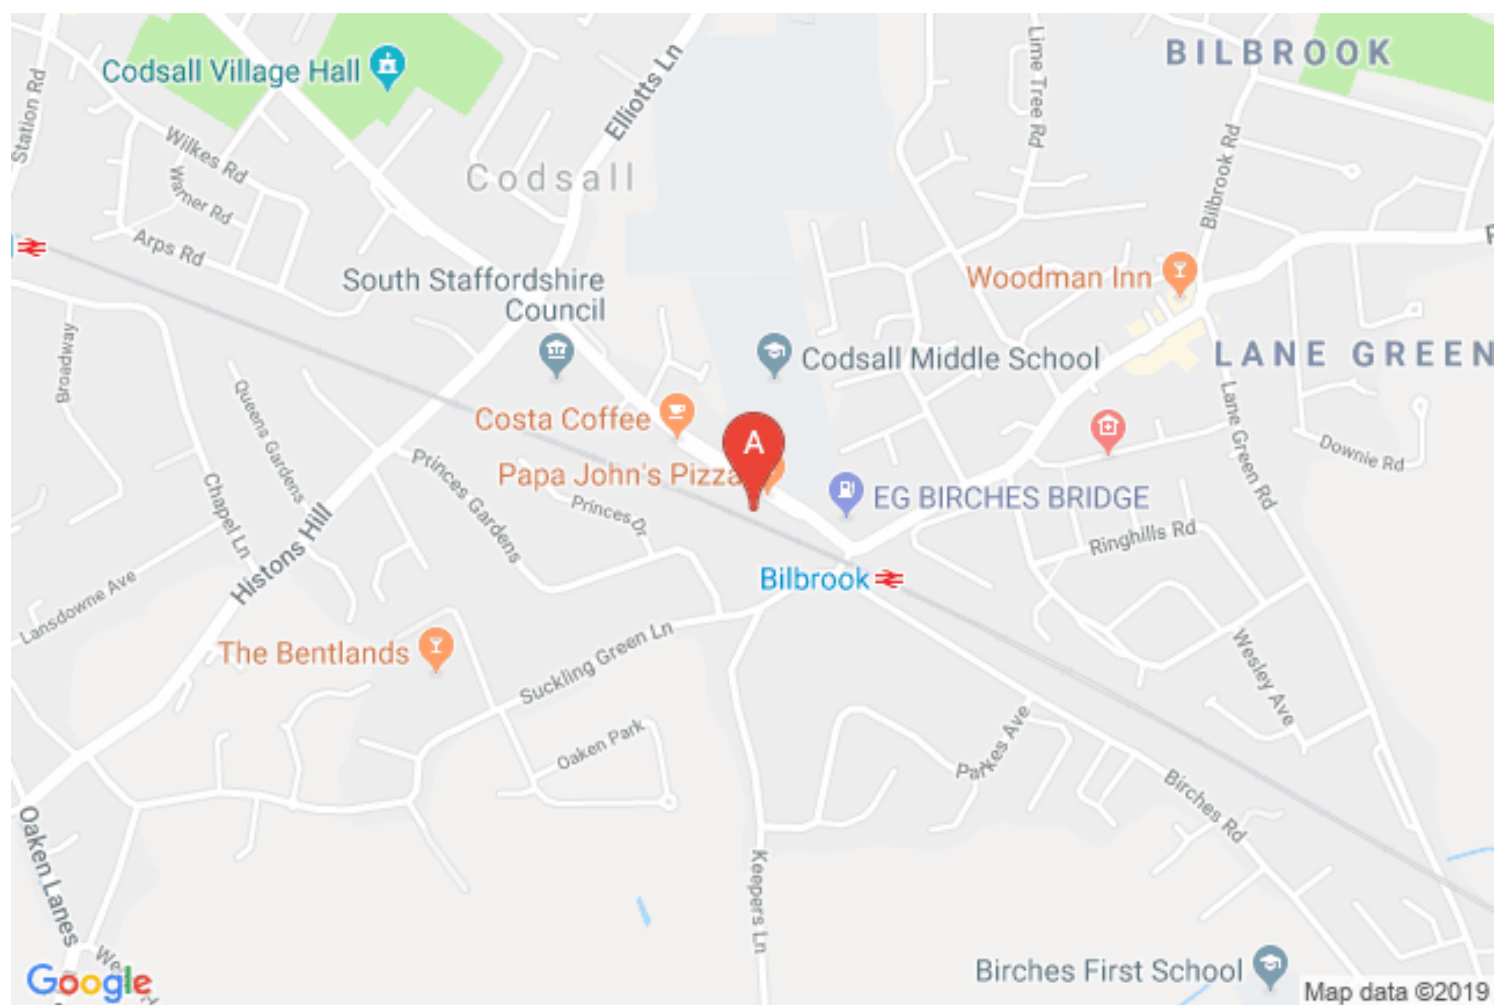 BILBROOK
Lime Tree Rd
Elliotts Ln
Codsall Village Hall
Station Rd
Wilkes Rd
Bilbrook Rd
Codsall
Warner Rd
Arps Rd
South Staffordshire
Council
Woodman Inn
Broadway
Codsall Middle School
LANE GREEN
Queens Gardens
Costa Coffee
A
Lane Green Rd
Downie Rd
Princes Gardens
Papa John's Pizza
EG BIRCHES BRIDGE
Chapel Ln
Princes Dr
Ringhills Rd
Histons Hill
Bilbrook
Lansdowne Ave
The Bentlands
Suckling Green Ln
Wesley Ave
Oaken Park
Parkes Ave
Birches Rd
Oaken Lanes
Keepers Ln
Birches First School
Google
Map data ©2019